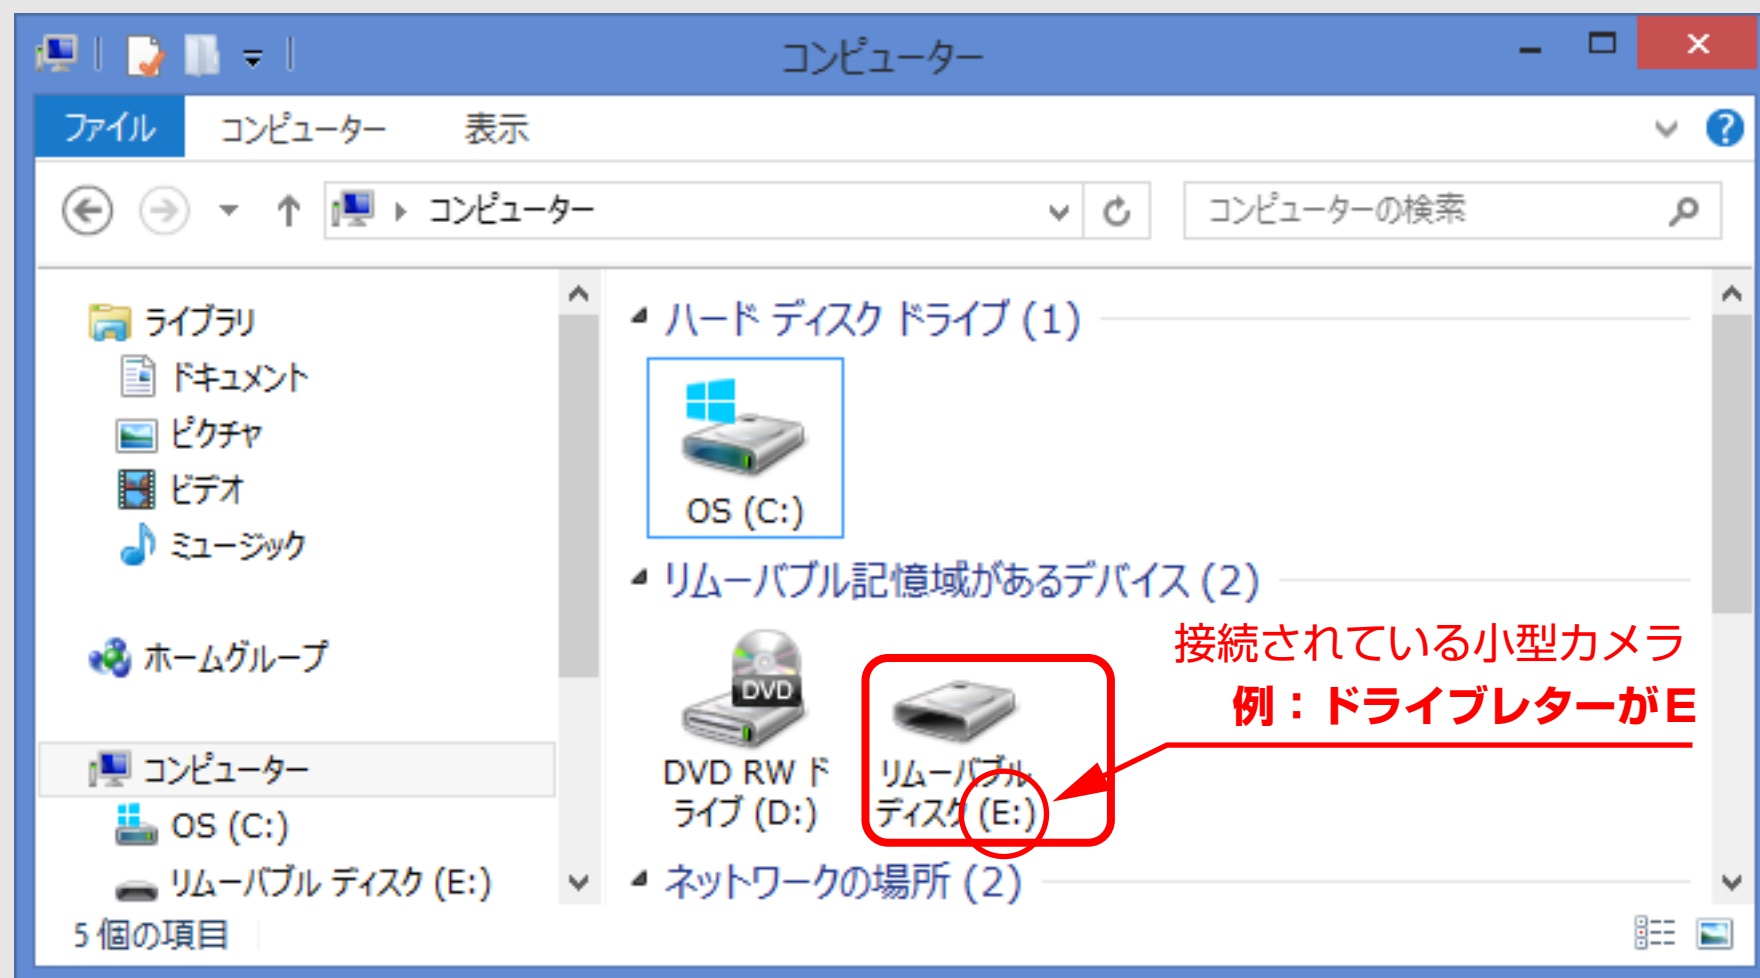 コンピューター
ファイル コンピューター 表示
コンピューター
コンピューターの検索
ライブラリ
ドキュメント
ピクチャ
ビデオ
ミュージック
ホームグループ
コンピューター
OS (C:)
リムーバブル ディスク (E:)
ハード ディスク ドライブ (1)
OS (C:)
リムーバブル記憶域があるデバイス (2)
DVD
DVD RW ド
ライブ (D:)
リムーバブル
ディスク (E:)
接続されている小型カメラ
例：ドライブレターがE
ネットワークの場所 (2)
5 個の項目